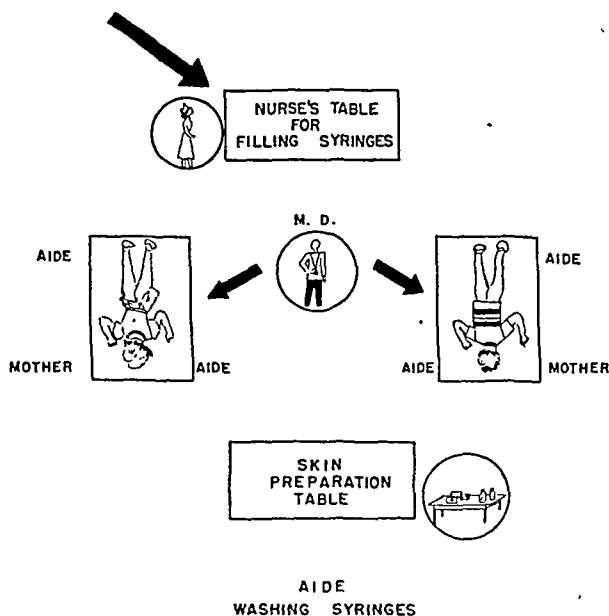 NURSE'S TABLE
FOR
FILLING SYRINGES
M. D.
AIDE
AIDE
MOTHER
AIDE
AIDE
MOTHER
SKIN
PREPARATION
TABLE
AIDE
WASHING SYRINGES